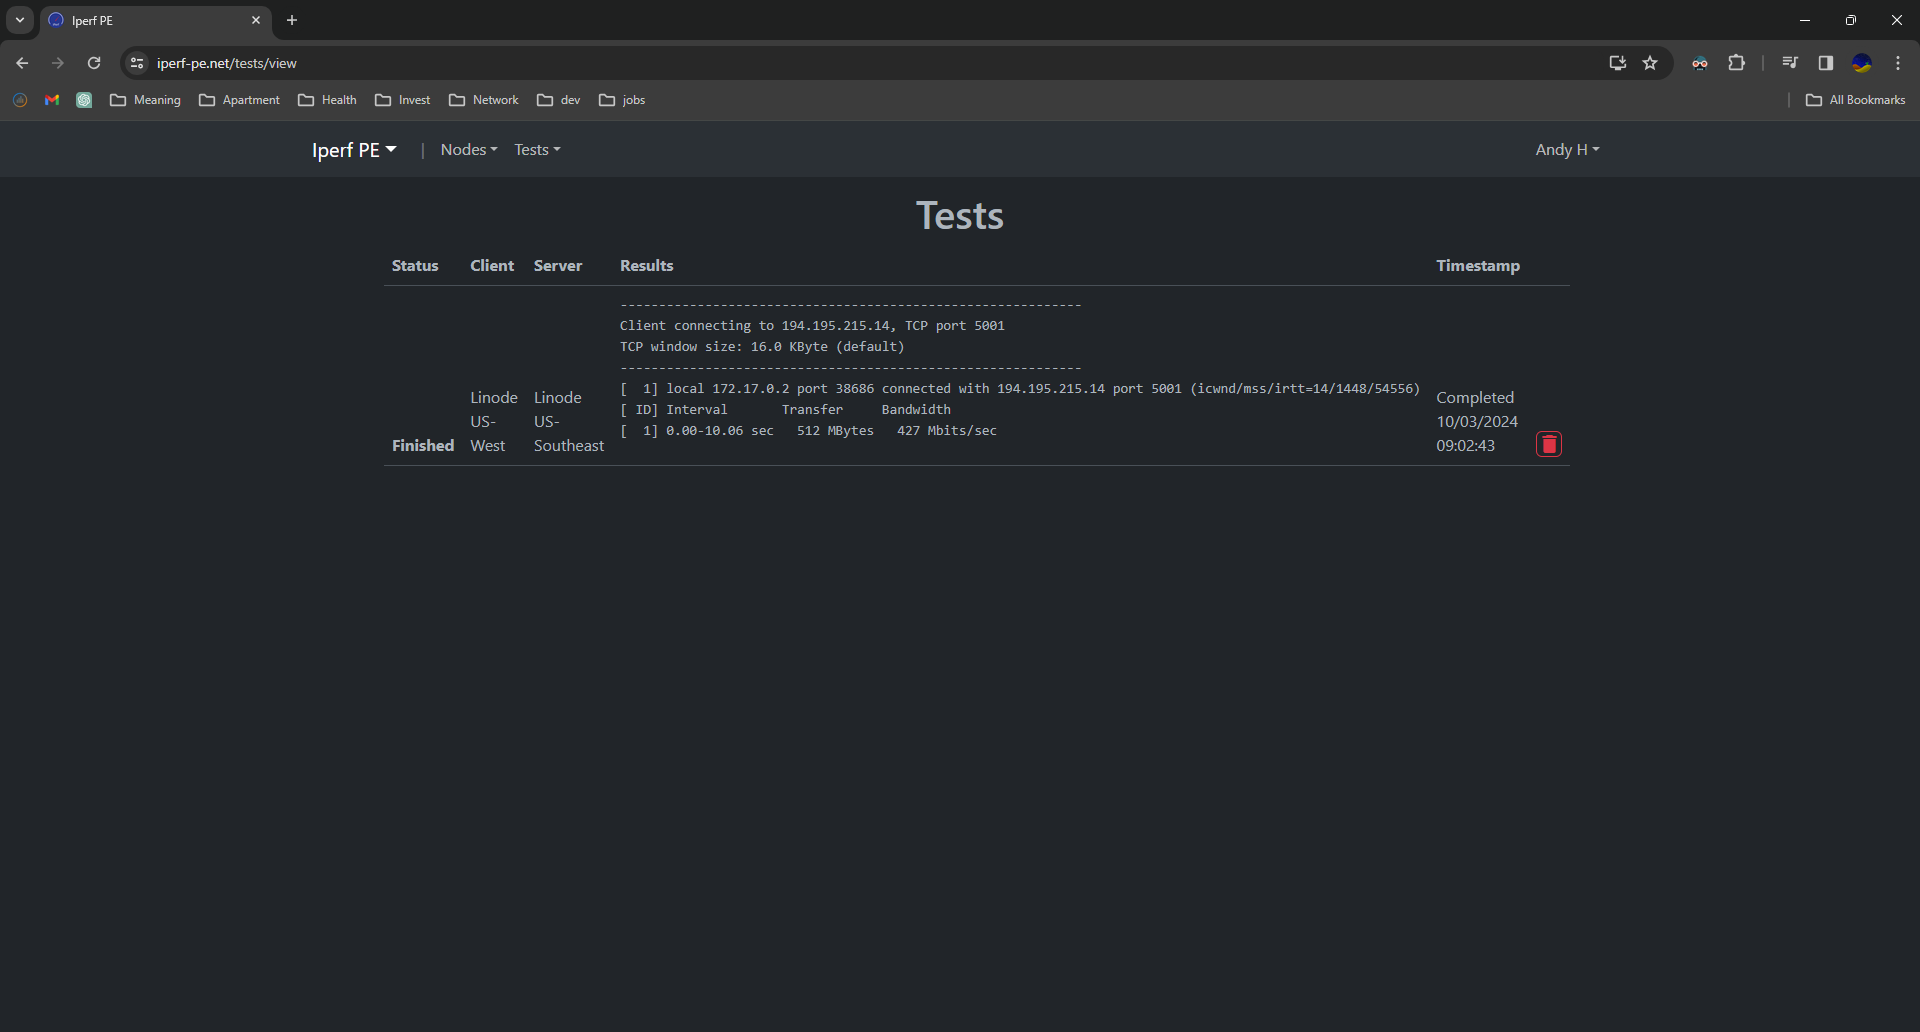 Iperf PE
iperf-pe.net/tests/view
Meaning Apartment Health Invest Network dev jobs All Bookmarks
Iperf PE | Nodes Tests Andy H
Tests
Status Client Server Results Timestamp
------------------------------------------------------------
Client connecting to 194.195.215.14, TCP port 5001
TCP window size: 16.0 KByte (default)
------------------------------------------------------------
[  1] local 172.17.0.2 port 38686 connected with 194.195.215.14 port 5001 (icwnd/mss/irtt=14/1448/54556)
[ ID] Interval       Transfer     Bandwidth
[  1] 0.00-10.06 sec   512 MBytes   427 Mbits/sec
Linode Linode Completed
US- US- 10/03/2024
Finished West Southeast 09:02:43